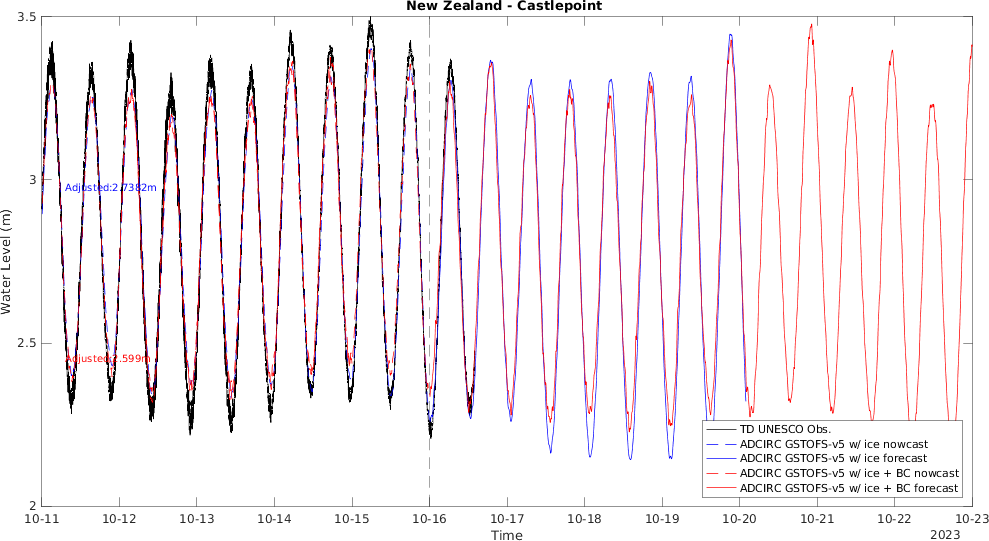 New Zealand - Castlepoint
3.5
3
2.5
2
Water Level (m)
Adjusted:2.7382m
Adjusted:2.599m
TD UNESCO Obs.
ADCIRC GSTOFS-v5 w/ ice nowcast
ADCIRC GSTOFS-v5 w/ ice forecast
ADCIRC GSTOFS-v5 w/ ice + BC nowcast
ADCIRC GSTOFS-v5 w/ ice + BC forecast
10-11 10-12 10-13 10-14 10-15 10-16 10-17 10-18 10-19 10-20 10-21 10-22 10-23
Time
2023